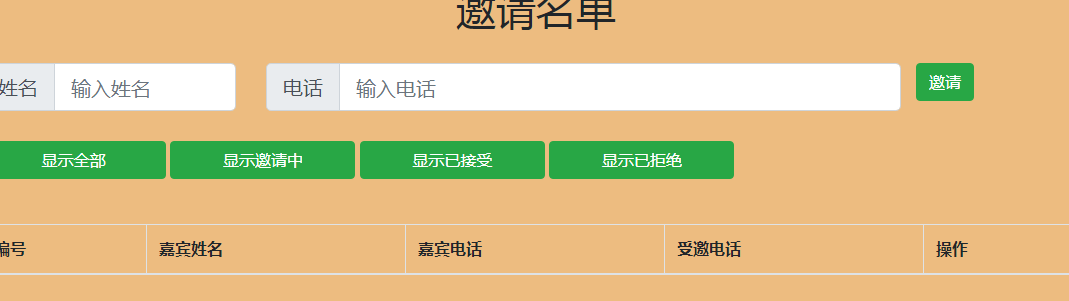 邀请名单
姓名 输入姓名 电话 输入电话 邀请
显示全部 显示邀请中 显示已接受 显示已拒绝
编号 嘉宾姓名 嘉宾电话 受邀电话 操作